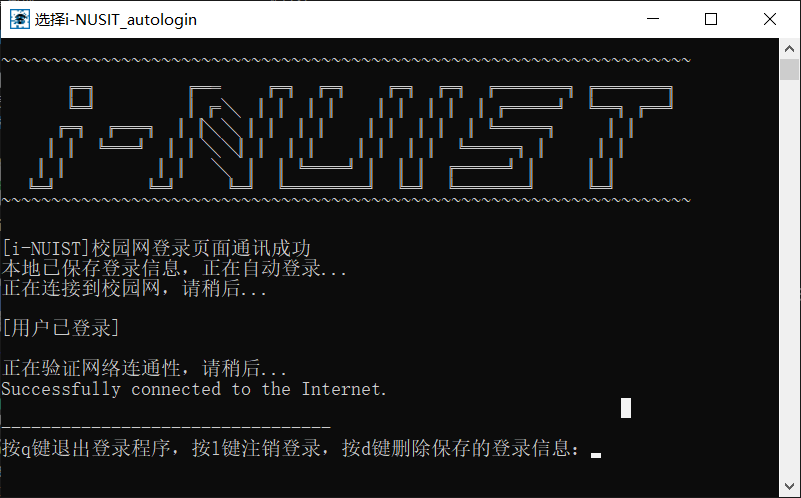 选择i-NUSIT_autologin
~~~~~~~~~~~~~~~~~~~~~~~~~~~~~~~~~~~~~~~~~~~~~~~~~~~~~~~~~~~~~~~~~~~~~
i-NUIST
~~~~~~~~~~~~~~~~~~~~~~~~~~~~~~~~~~~~~~~~~~~~~~~~~~~~~~~~~~~~~~~~~~~~~
[i-NUIST]校园网登录页面通讯成功
本地已保存登录信息，正在自动登录...
正在连接到校园网，请稍后...
[用户已登录]
正在验证网络连通性，请稍后...
Successfully connected to the Internet.
_________________________________
按q键退出登录程序，按l键注销登录，按d键删除保存的登录信息：